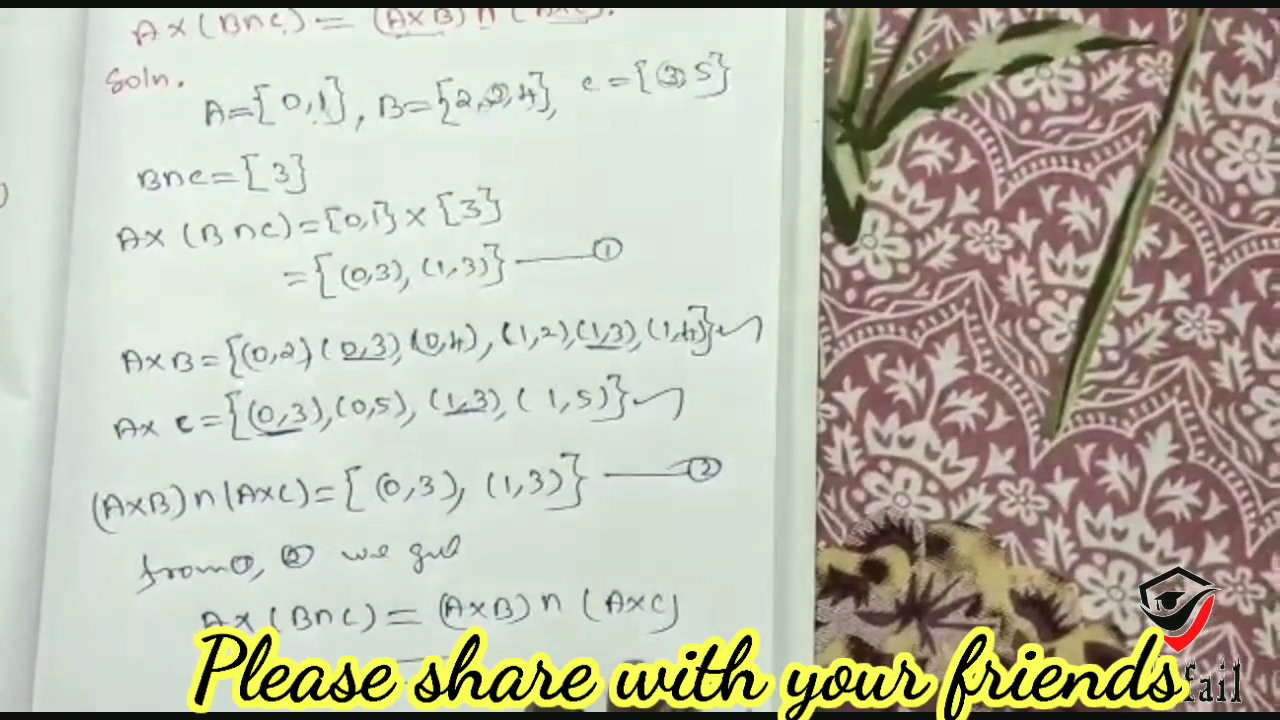 A×(B∩C) = (A×B)∩(A×C).
Soln.
A={0,1}, B={2,3,4}, C={3,5}
B∩C={3}
A×(B∩C)={0,1}×{3}
={(0,3),(1,3)} —①
A×B={(0,2)(0,3),(0,4),(1,2),(1,3),(1,4)}
A×C={(0,3),(0,5),(1,3),(1,5)}
(A×B)∩(A×C)={(0,3),(1,3)} —②
from①, ② we get
A×(B∩C)=(A×B)∩(A×C)
Please share with your friends
fail